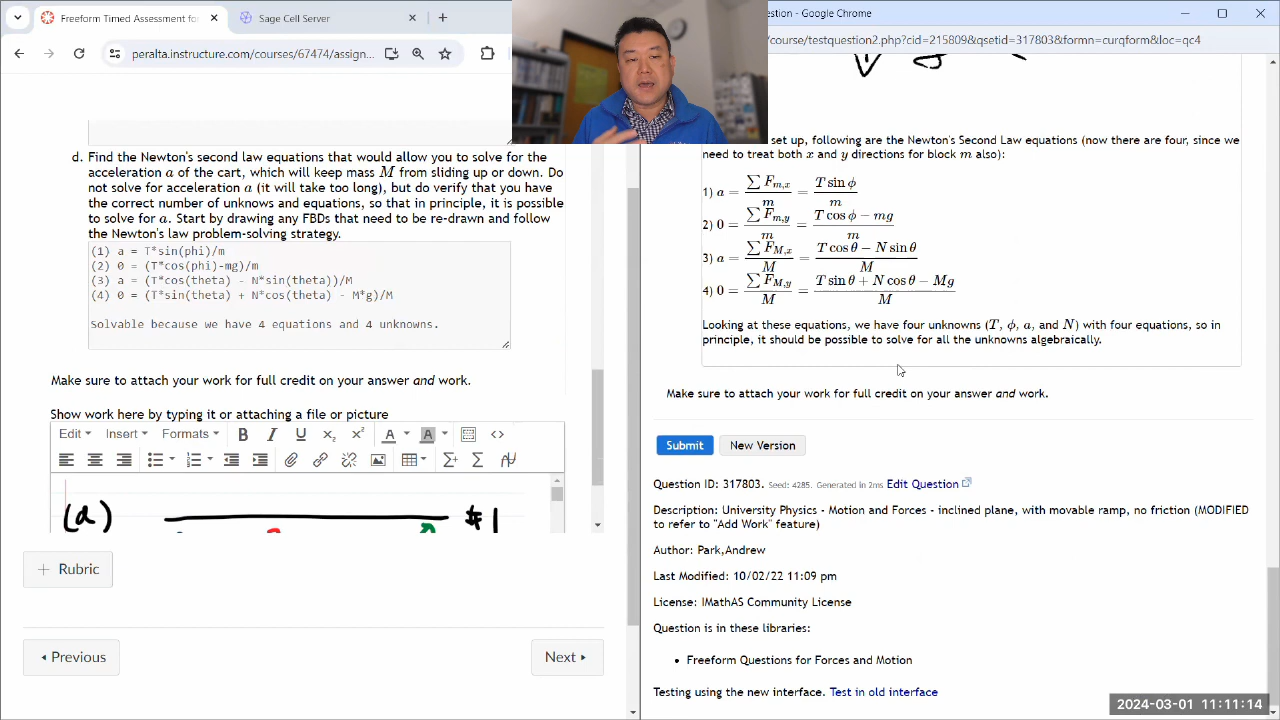 Freeform Timed Assessment for
Sage Cell Server
estion - Google Chrome
peralta.instructure.com/courses/67474/assign...
/course/testquestion2.php?cid=215809&qsetid=317803&formn=curqform&loc=qc4
d. Find the Newton's second law equations that would allow you to solve for the
acceleration a of the cart, which will keep mass M from sliding up or down. Do
not solve for acceleration a (it will take too long), but do verify that you have
the correct number of unknows and equations, so that in principle, it is possible
to solve for a. Start by drawing any FBDs that need to be re-drawn and follow
the Newton's law problem-solving strategy.
(1) a = T*sin(phi)/m
(2) 0 = (T*cos(phi)-mg)/m
(3) a = (T*cos(theta) - N*sin(theta))/M
(4) 0 = (T*sin(theta) + N*cos(theta) - M*g)/M
Solvable because we have 4 equations and 4 unknowns.
Make sure to attach your work for full credit on your answer and work.
Show work here by typing it or attaching a file or picture
Edit Insert Formats B I U x₂ x² A A
(a) #1
+ Rubric
Previous
Next
set up, following are the Newton's Second Law equations (now there are four, since we
need to treat both x and y directions for block m also):
1) a = ∑ F_{m,x} / m = T sin φ / m
2) 0 = ∑ F_{m,y} / m = T cos φ − mg / m
3) a = ∑ F_{M,x} / M = T cos θ − N sin θ / M
4) 0 = ∑ F_{M,y} / M = T sin θ + N cos θ − Mg / M
Looking at these equations, we have four unknowns (T, φ, a, and N) with four equations, so in
principle, it should be possible to solve for all the unknowns algebraically.
Make sure to attach your work for full credit on your answer and work.
Submit New Version
Question ID: 317803. Seed: 4285. Generated in 2ms Edit Question
Description: University Physics - Motion and Forces - inclined plane, with movable ramp, no friction (MODIFIED
to refer to "Add Work" feature)
Author: Park,Andrew
Last Modified: 10/02/22 11:09 pm
License: IMathAS Community License
Question is in these libraries:
• Freeform Questions for Forces and Motion
Testing using the new interface. Test in old interface
2024-03-01 11:11:14